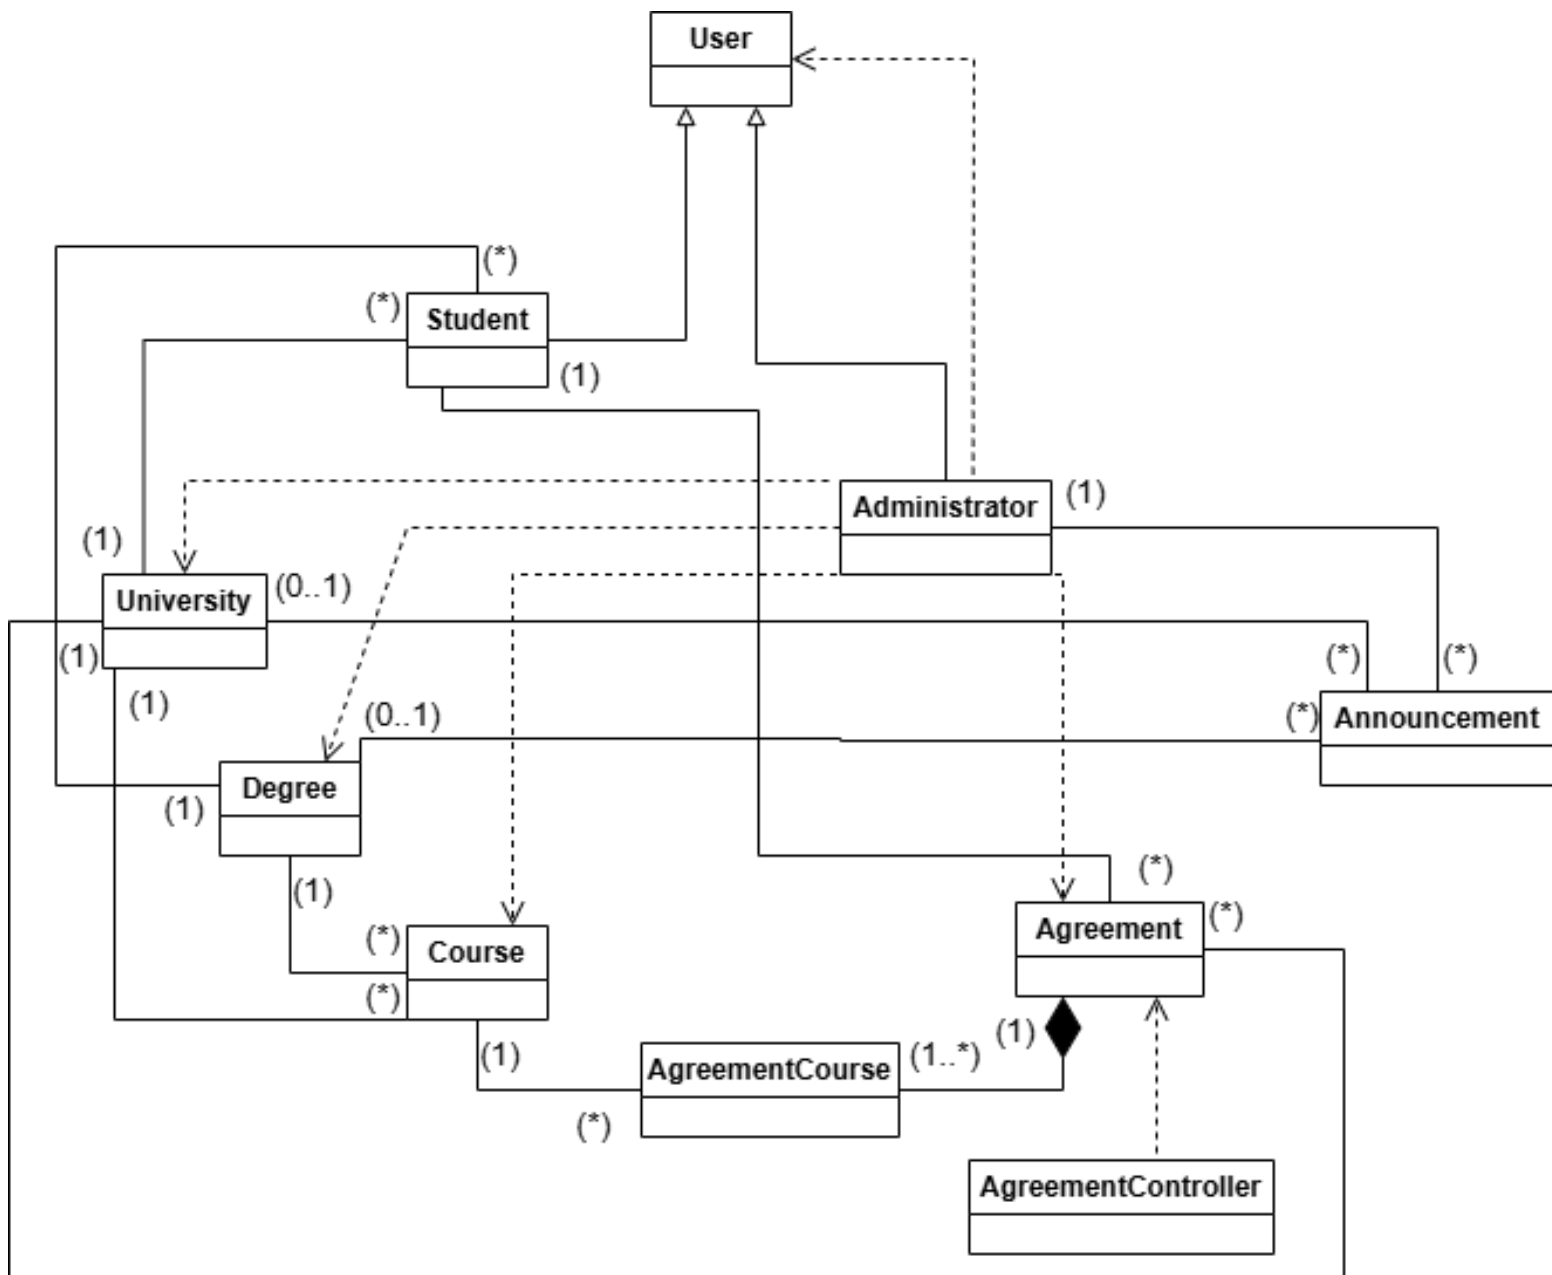 User
(*)
(*)
Student
(1)
Administrator
(1)
(1)
University
(0..1)
(1)
(*)
(*)
(1)
(0..1)
(*)
Announcement
Degree
(1)
(*)
(1)
(*)
Agreement
(*)
Course
(*)
(1)
(1)
(1..*)
AgreementCourse
(*)
AgreementController